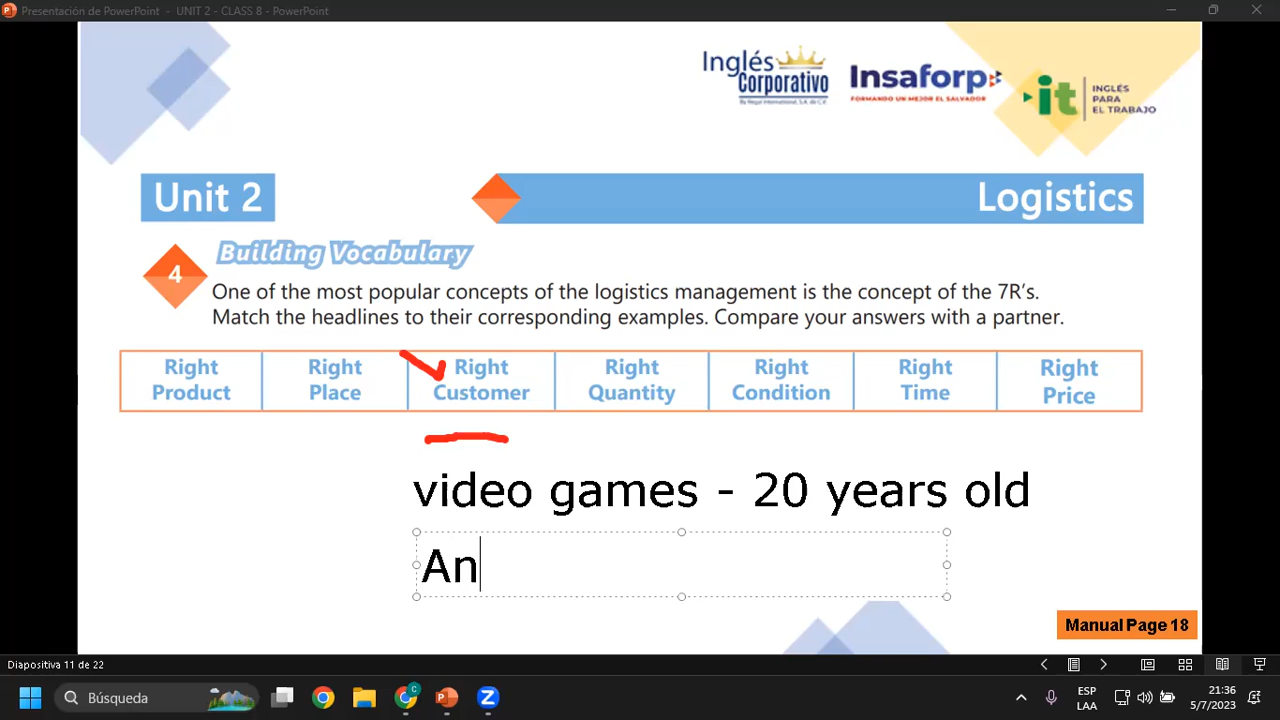 Presentación de PowerPoint - UNIT 2 - CLASS 8 - PowerPoint
Inglés Corporativo
By Regal International, S.A. de C.V.
Insaforp
FORMANDO UN MEJOR EL SALVADOR
it INGLÉS PARA EL TRABAJO
Unit 2
Logistics
4
Building Vocabulary
One of the most popular concepts of the logistics management is the concept of the 7R's.
Match the headlines to their corresponding examples. Compare your answers with a partner.
Right Product
Right Place
Right Customer
Right Quantity
Right Condition
Right Time
Right Price
video games - 20 years old
An
Manual Page 18
Diapositiva 11 de 22
Búsqueda
ESP
LAA
21:36
5/7/2023